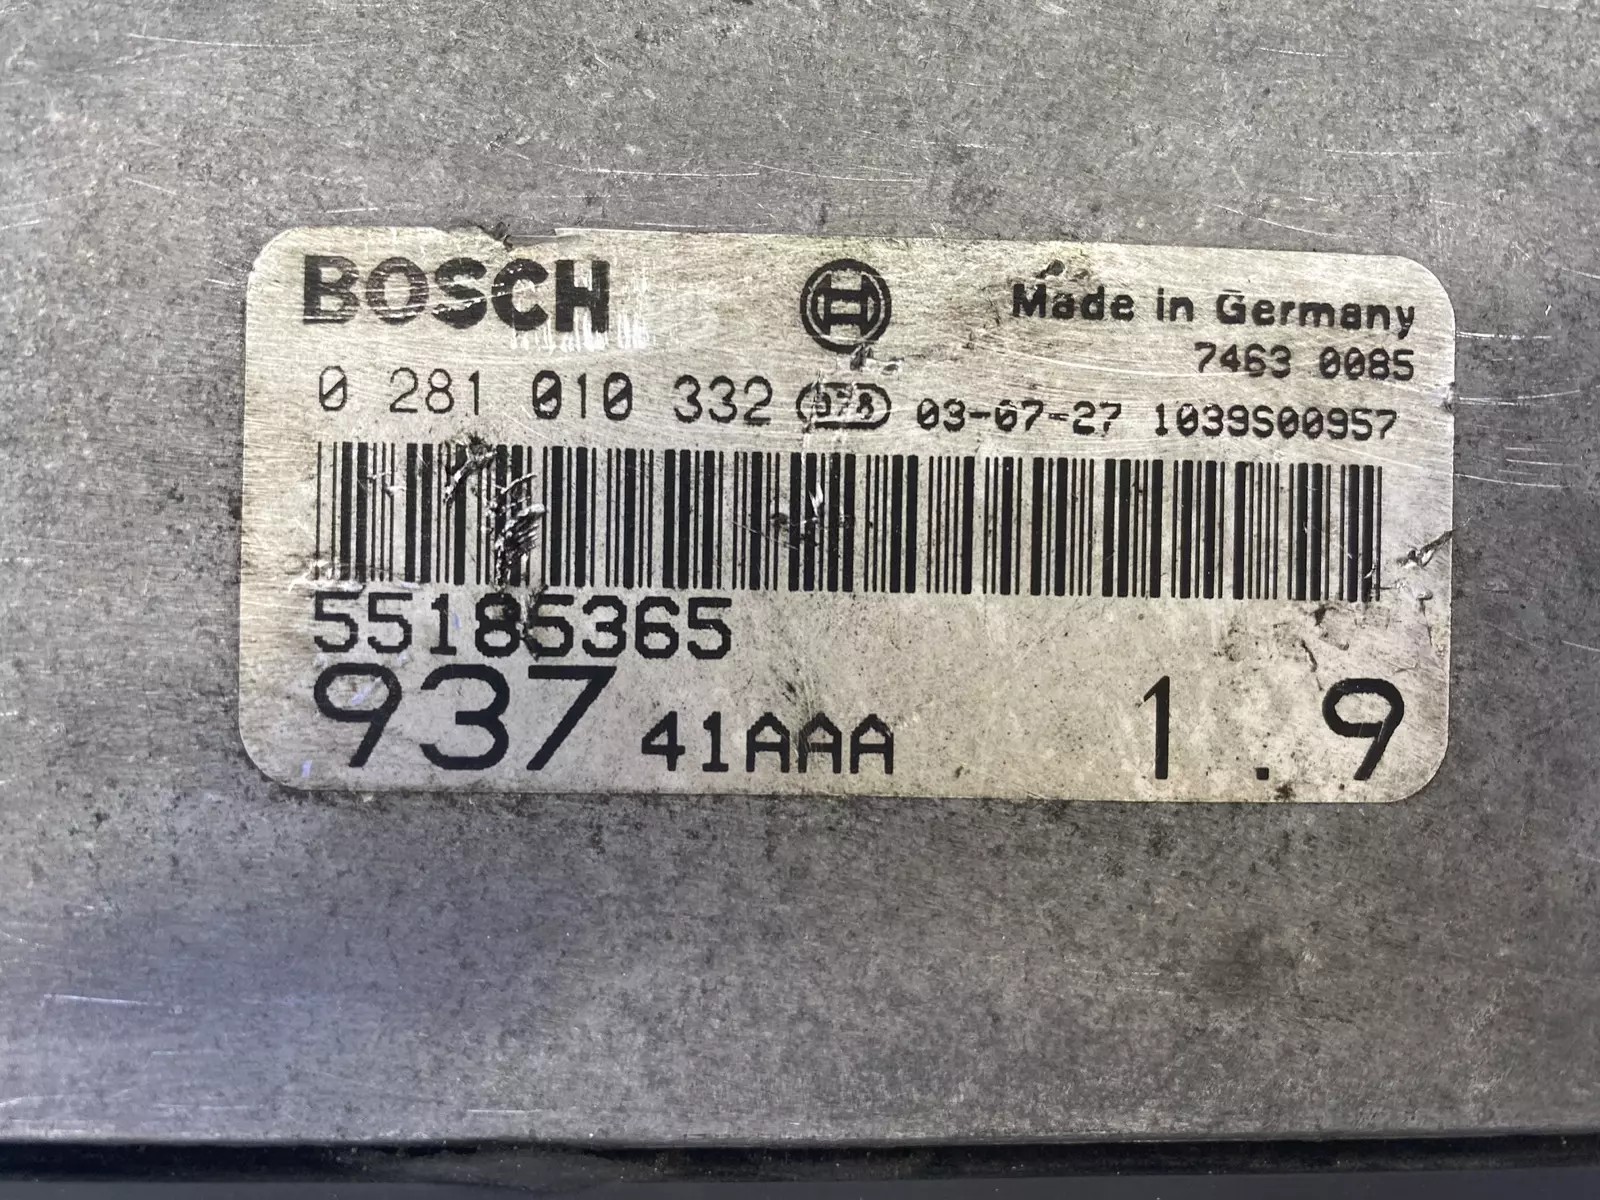 BOSCH
Made in Germany
7463 0085
0 281 010 332 03-07-27 1039S00957
55185365
937 41AAA 1.9